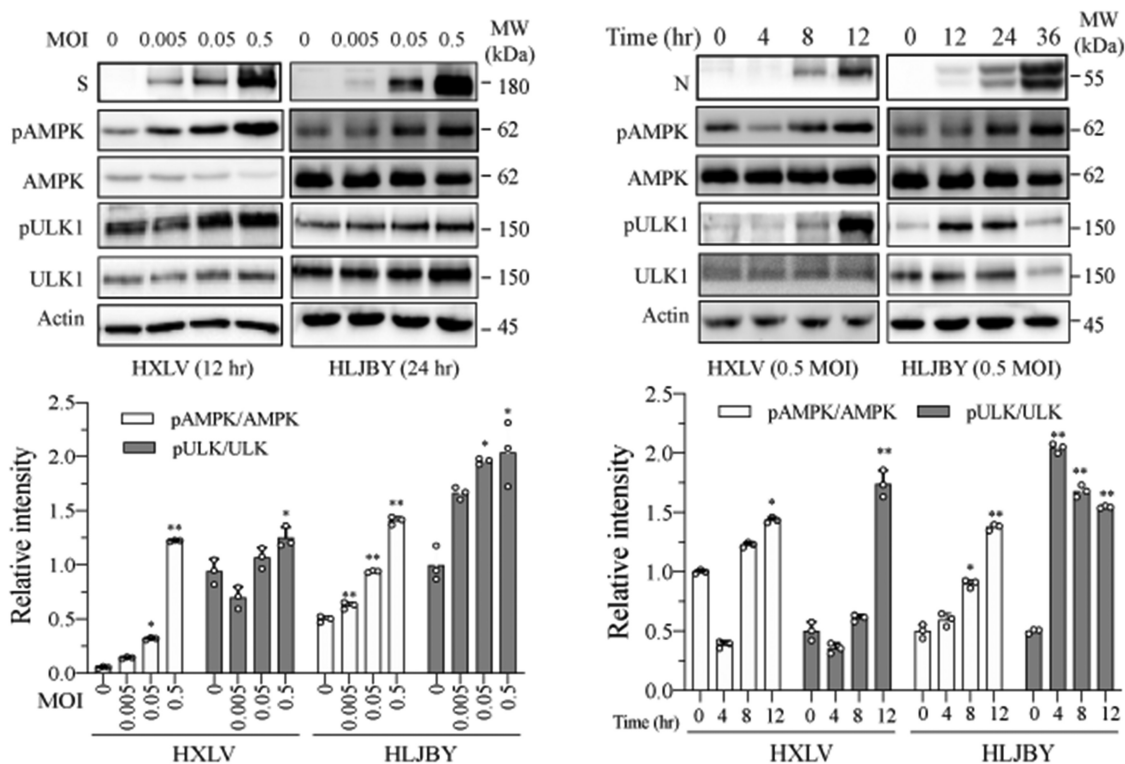 MOI 0 0.005 0.05 0.5 0 0.005 0.05 0.5 MW (kDa)
S 180
pAMPK 62
AMPK 62
pULK1 150
ULK1 150
Actin 45
HXLV (12 hr) HLJBY (24 hr)
Time (hr) 0 4 8 12 0 12 24 36 MW (kDa)
N 55
pAMPK 62
AMPK 62
pULK1 150
ULK1 150
Actin 45
HXLV (0.5 MOI) HLJBY (0.5 MOI)
Relative intensity
2.5
2.0
1.5
1.0
0.5
0.0
pAMPK/AMPK
pULK/ULK
* ** * ** ** ** * *
MOI 0 0.005 0.05 0.5 0 0.005 0.05 0.5 0 0.005 0.05 0.5 0 0.005 0.05 0.5
HXLV HLJBY
Relative intensity
2.5
2.0
1.5
1.0
0.5
0.0
pAMPK/AMPK pULK/ULK
* ** * ** ** ** **
Time (hr) 0 4 8 12 0 4 8 12 0 4 8 12 0 4 8 12
HXLV HLJBY